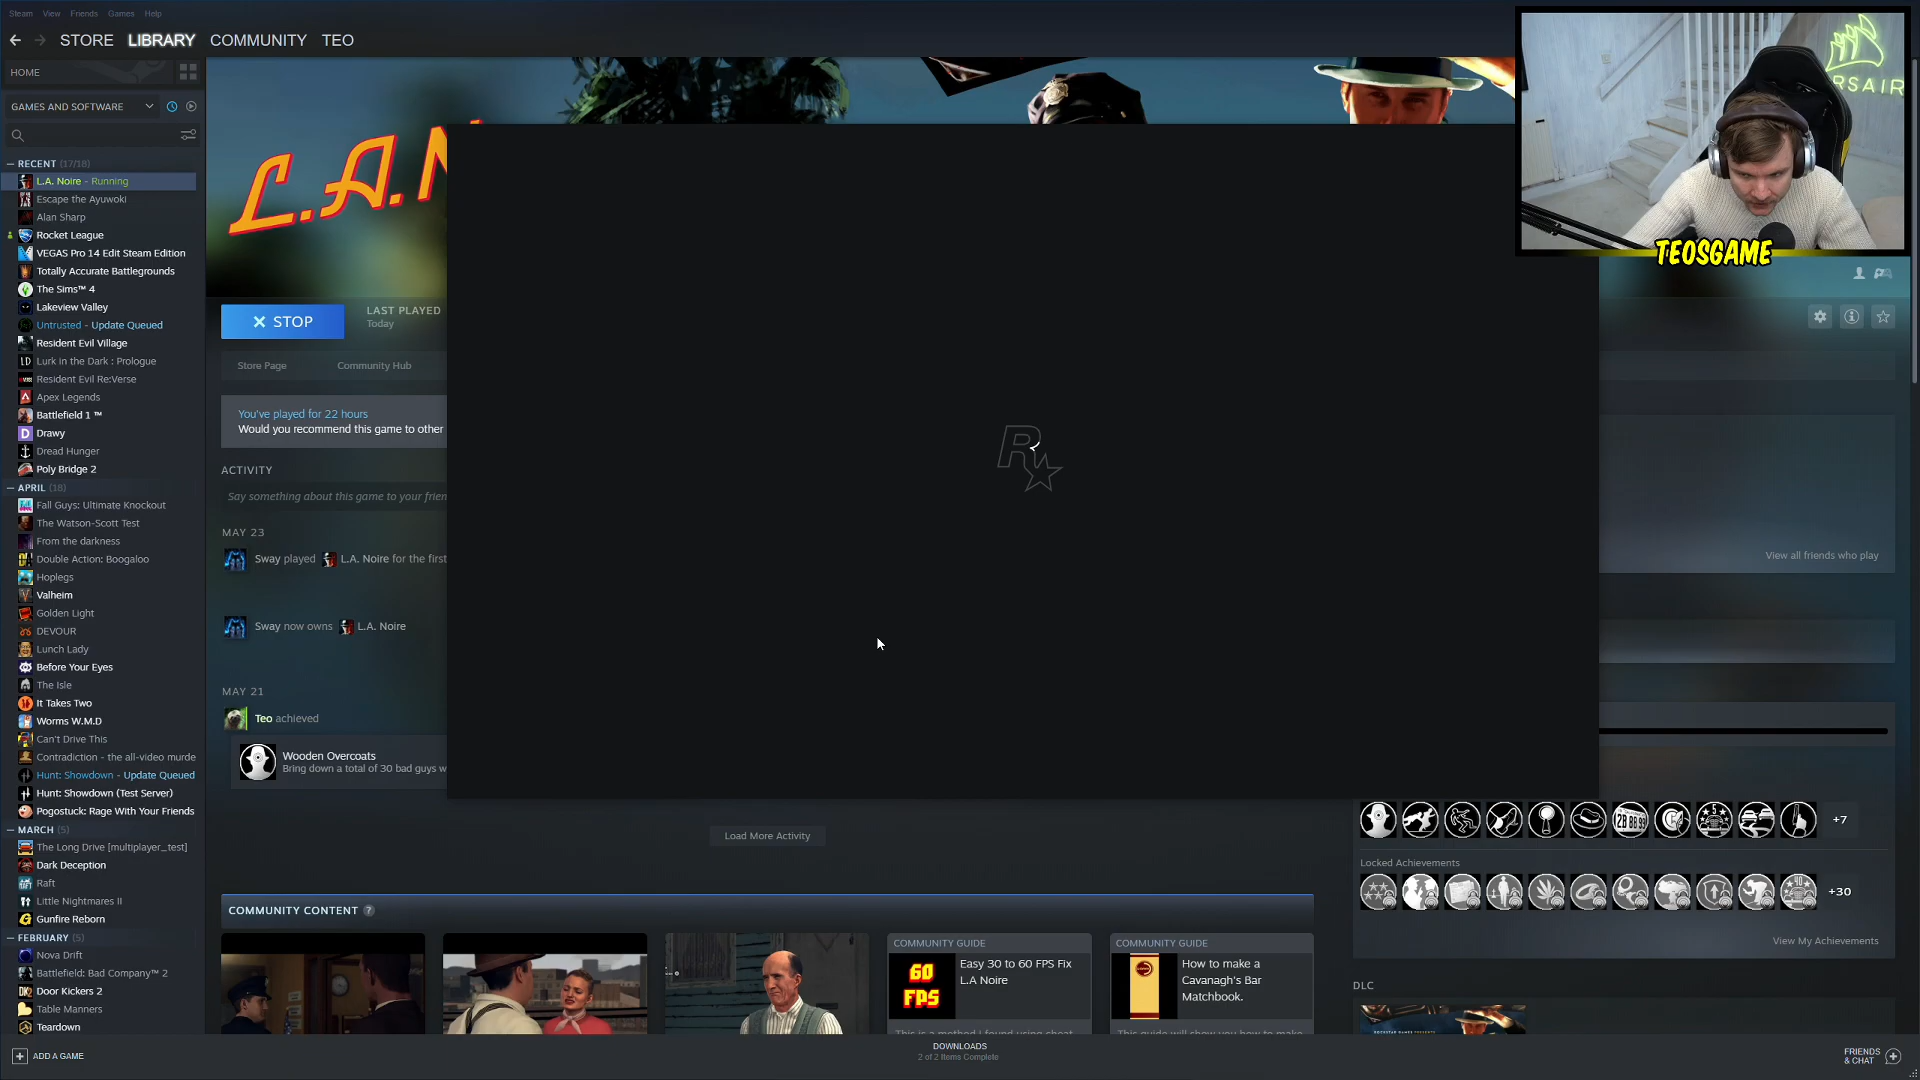 Steam View Friends Games Help
STORE LIBRARY COMMUNITY TEO
HOME
GAMES AND SOFTWARE
RECENT (17/18)
L.A. Noire - Running
Escape the Ayuwoki
Alan Sharp
Rocket League
VEGAS Pro 14 Edit Steam Edition
Totally Accurate Battlegrounds
The Sims™ 4
Lakeview Valley
Untrusted - Update Queued
Resident Evil Village
Lurk in the Dark : Prologue
Resident Evil Re:Verse
Apex Legends
Battlefield 1 ™
Drawy
Dread Hunger
Poly Bridge 2
APRIL (18)
Fall Guys: Ultimate Knockout
The Watson-Scott Test
From the darkness
Double Action: Boogaloo
Hoplegs
Valheim
Golden Light
DEVOUR
Lunch Lady
Before Your Eyes
The Isle
It Takes Two
Worms W.M.D
Can't Drive This
Contradiction - the all-video murde
Hunt: Showdown - Update Queued
Hunt: Showdown (Test Server)
Pogostuck: Rage With Your Friends
MARCH (5)
The Long Drive [multiplayer_test]
Dark Deception
Raft
Little Nightmares II
Gunfire Reborn
FEBRUARY (5)
Nova Drift
Battlefield: Bad Company™ 2
Door Kickers 2
Table Manners
Teardown
ADD A GAME
L.A. N
STOP
LAST PLAYED
Today
Store Page Community Hub
You've played for 22 hours
Would you recommend this game to other
ACTIVITY
Say something about this game to your frien
MAY 23
Sway played L.A. Noire for the first
Sway now owns L.A. Noire
MAY 21
Teo achieved
Wooden Overcoats
Bring down a total of 30 bad guys w
Load More Activity
COMMUNITY CONTENT ?
COMMUNITY GUIDE
60 FPS
Easy 30 to 60 FPS Fix
L.A Noire
COMMUNITY GUIDE
How to make a
Cavanagh's Bar
Matchbook.
This guide will show you how to make
DOWNLOADS
2 of 2 Items Complete
RSAIR
TEOSGAME
View all friends who play
+7
Locked Achievements
+30
View My Achievements
DLC
FRIENDS
& CHAT